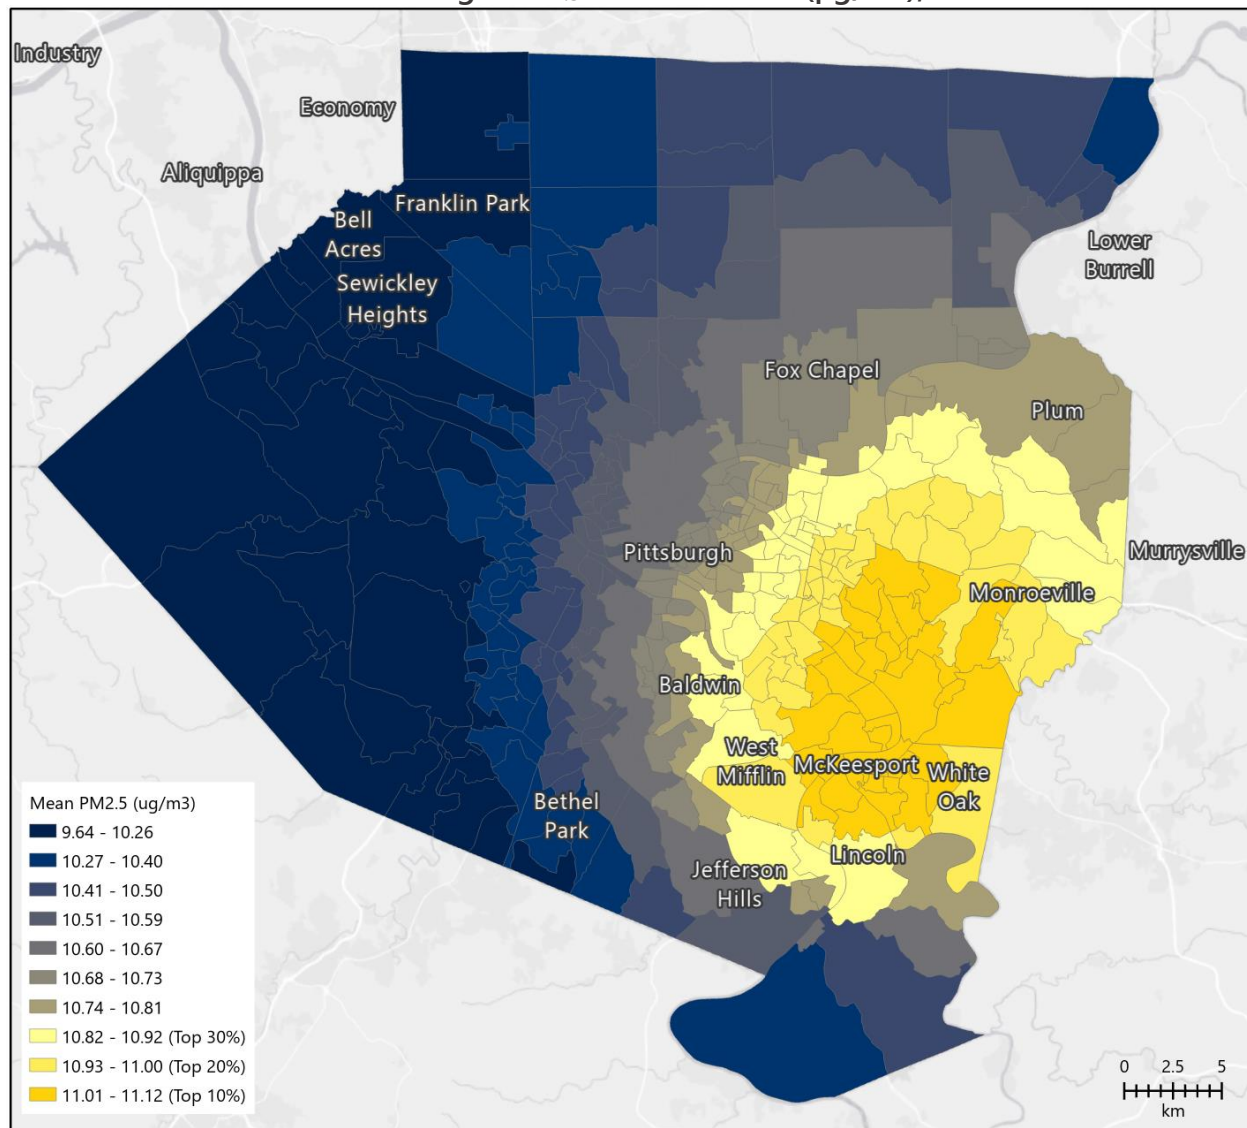 Industry
Economy
Aliquippa
Franklin Park
Bell
Acres
Lower
Burrell
Sewickley
Heights
Fox Chapel
Plum
Pittsburgh
Murrysville
Monroeville
Baldwin
West
Mifflin
McKeesport
White
Oak
Bethel
Park
Lincoln
Jefferson
Hills
Mean PM2.5 (ug/m3)
9.64 - 10.26
10.27 - 10.40
10.41 - 10.50
10.51 - 10.59
10.60 - 10.67
10.68 - 10.73
10.74 - 10.81
10.82 - 10.92 (Top 30%)
10.93 - 11.00 (Top 20%)
11.01 - 11.12 (Top 10%)
0 2.5 5
km